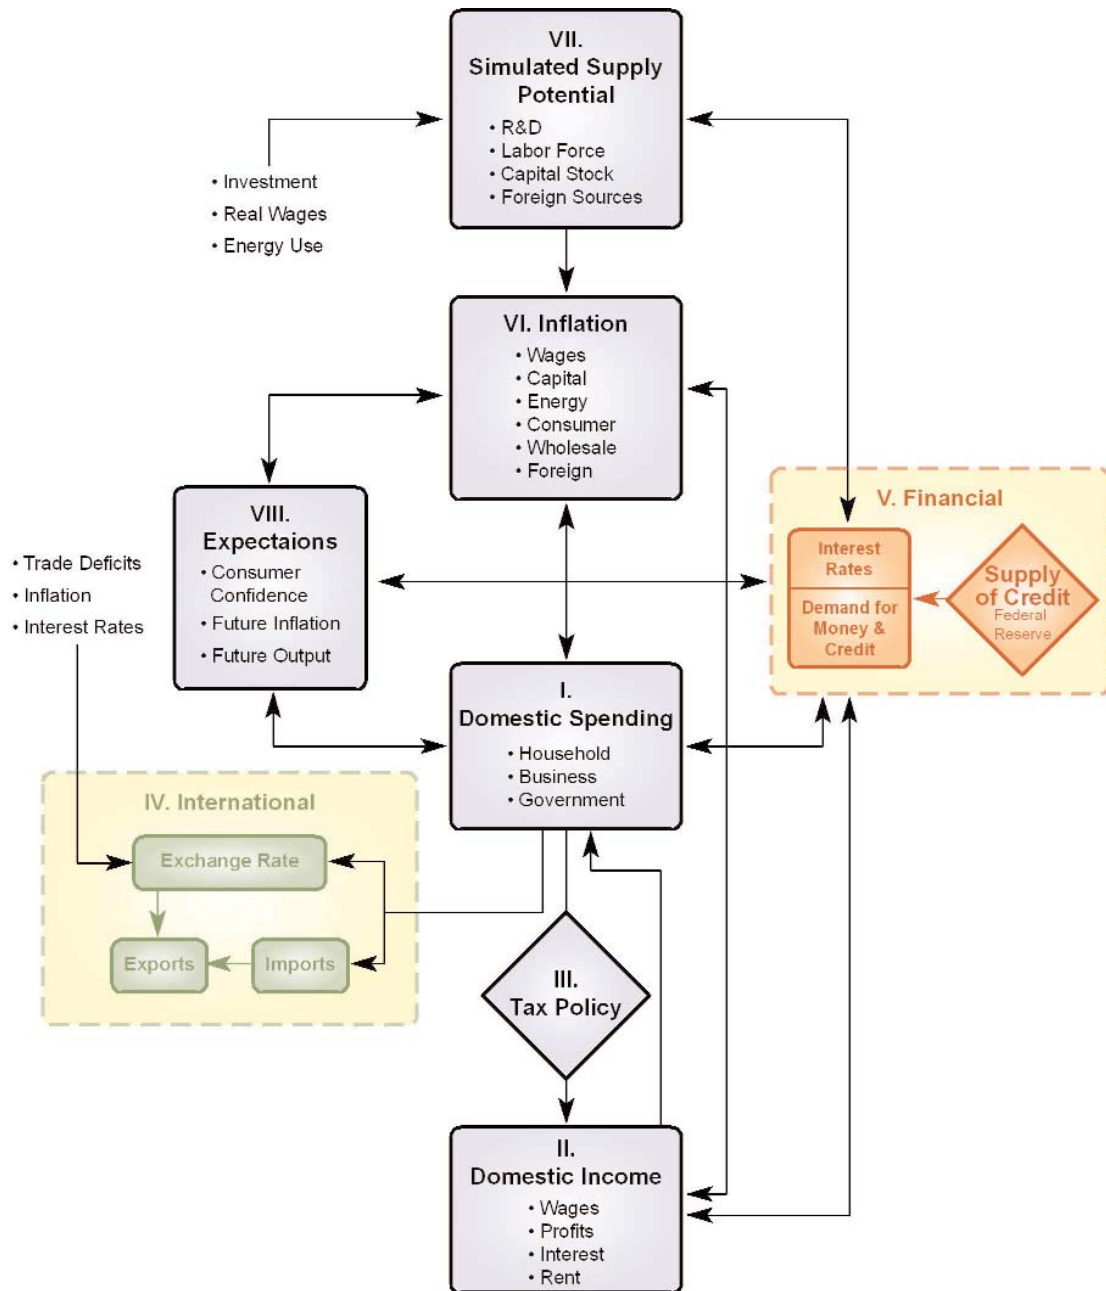 VII.
Simulated Supply
Potential
• R&D
• Labor Force
• Capital Stock
• Foreign Sources
• Investment
• Real Wages
• Energy Use
VI. Inflation
• Wages
• Capital
• Energy
• Consumer
• Wholesale
• Foreign
VIII.
Expectaions
• Consumer
Confidence
• Future Inflation
• Future Output
• Trade Deficits
• Inflation
• Interest Rates
V. Financial
Interest
Rates
Demand for
Money &
Credit
Supply
of Credit
Federal
Reserve
I.
Domestic Spending
• Household
• Business
• Government
IV. International
Exchange Rate
Exports
Imports
III.
Tax Policy
II.
Domestic Income
• Wages
• Profits
• Interest
• Rent